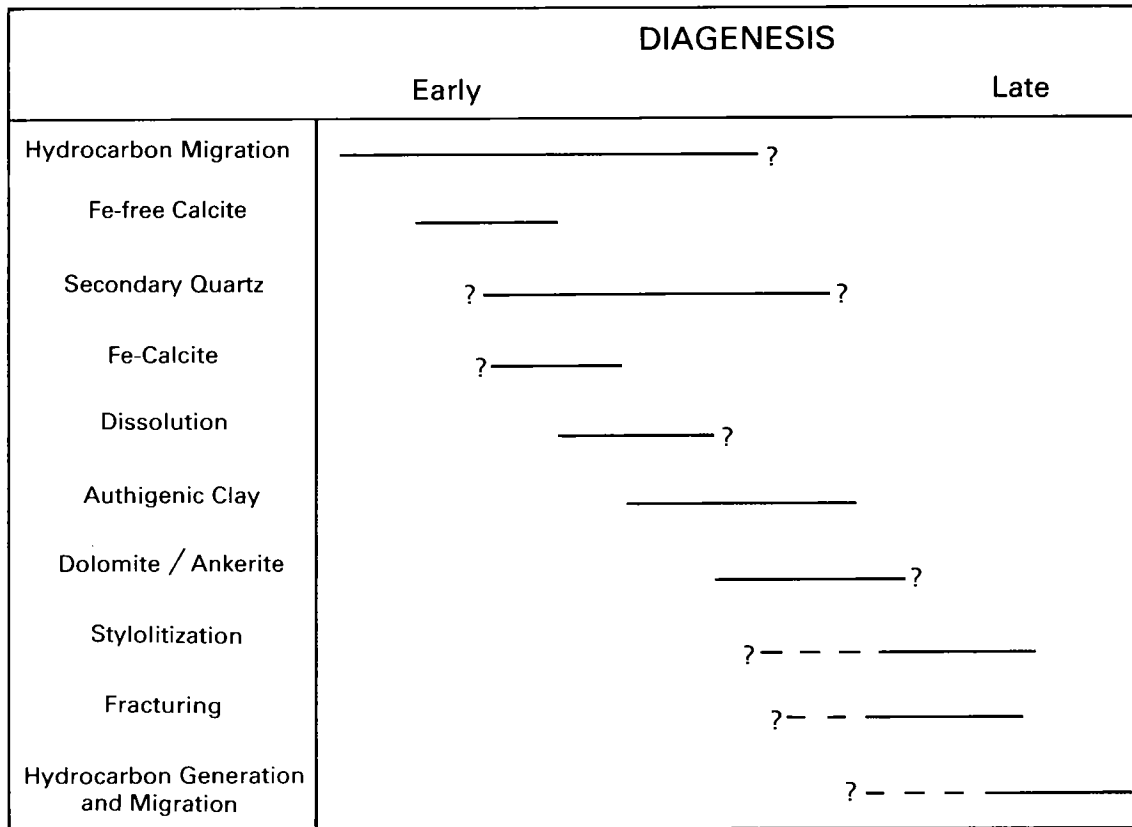 DIAGENESIS
Early Late
Hydrocarbon Migration ?
Fe-free Calcite
Secondary Quartz ? ?
Fe-Calcite ?
Dissolution ?
Authigenic Clay
Dolomite / Ankerite ?
Stylolitization ?
Fracturing ?
Hydrocarbon Generation
and Migration ?